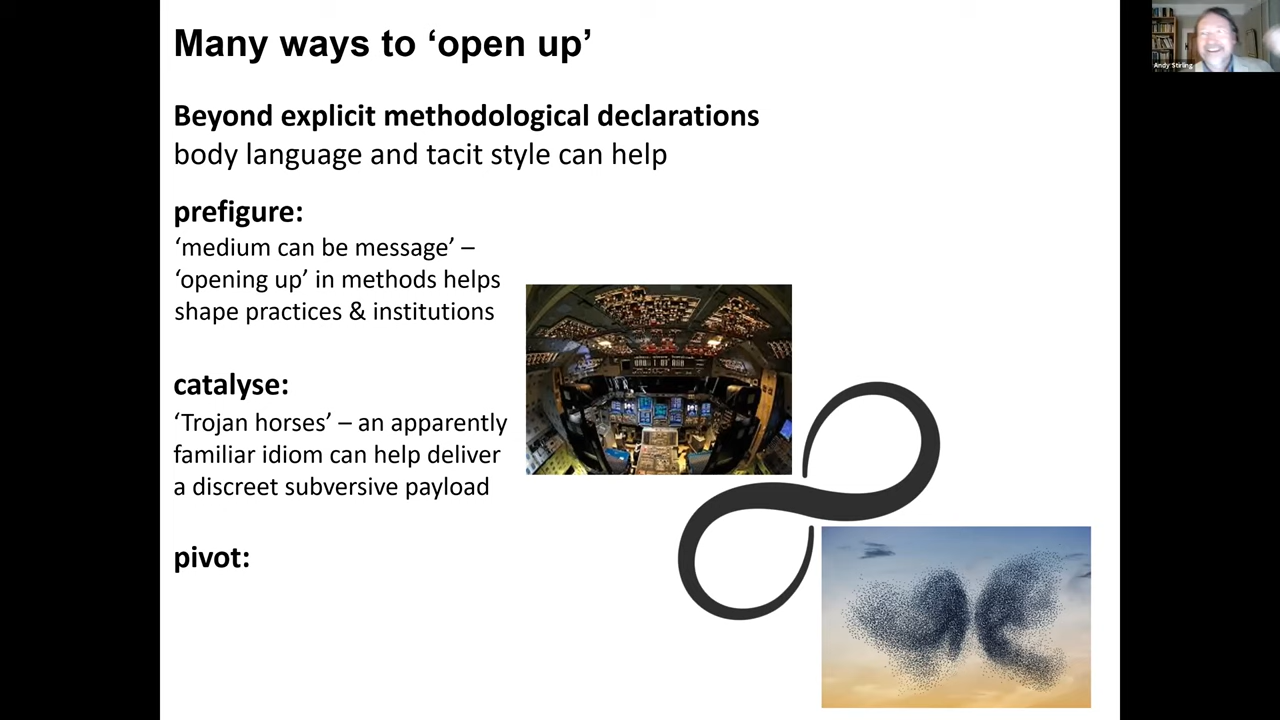 Many ways to ‘open up’
Beyond explicit methodological declarations
body language and tacit style can help
prefigure:
‘medium can be message’ –
‘opening up’ in methods helps
shape practices & institutions
catalyse:
‘Trojan horses’ – an apparently
familiar idiom can help deliver
a discreet subversive payload
pivot:
Andy Stirling